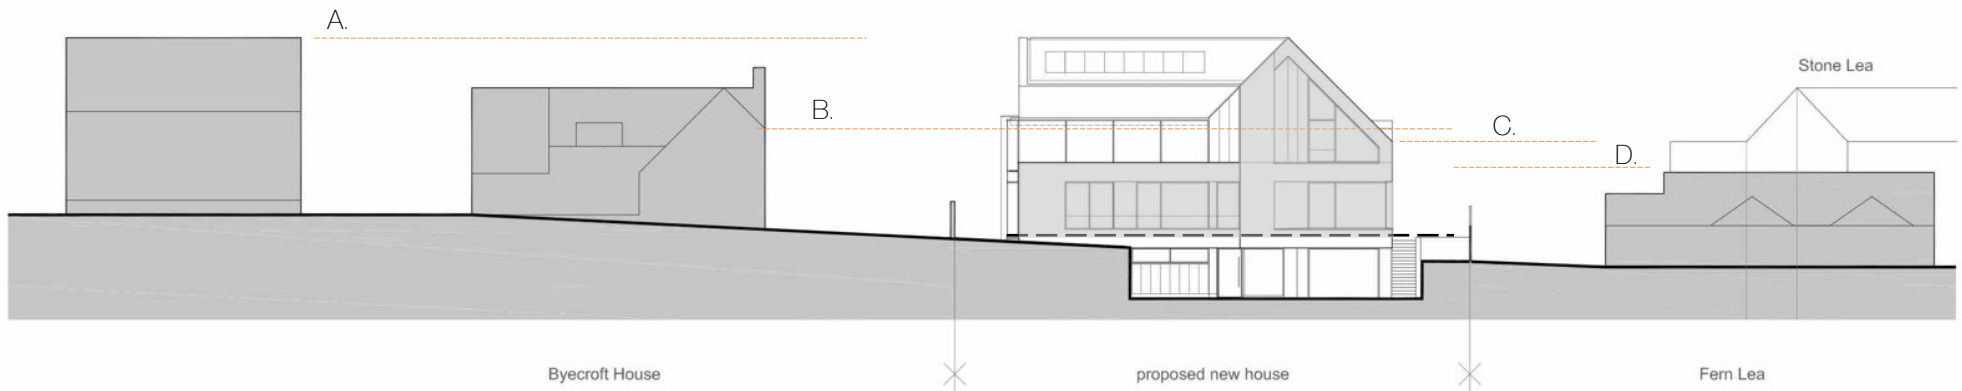 A.
B.
C.
D.
Stone Lea
Byecroft House
proposed new house
Fern Lea